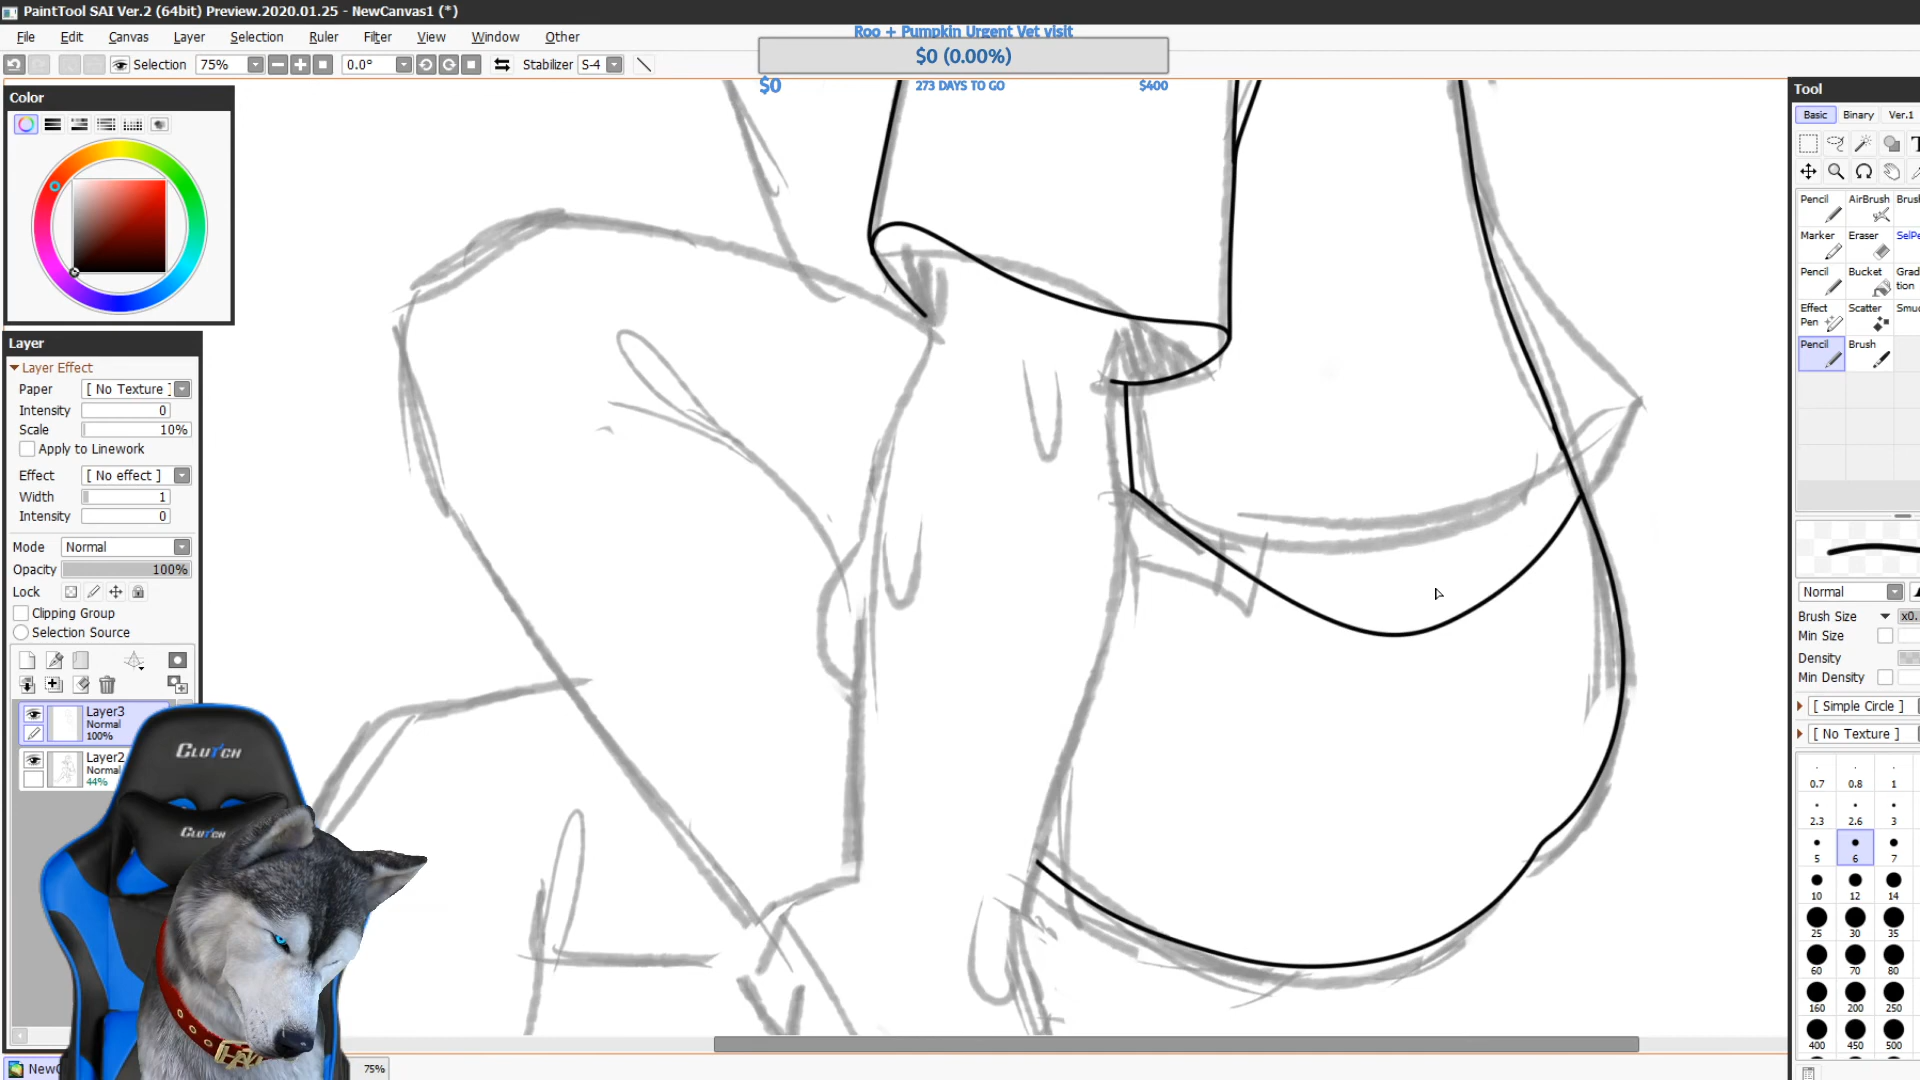 PaintTool SAI Ver.2 (64bit) Preview.2020.01.25 - NewCanvas1 (*)
File Edit Canvas Layer Selection Ruler Filter View Window Other
Roo + Pumpkin Urgent Vet visit
$0 (0.00%)
$0 273 DAYS TO GO $400
Selection 75% 0.0° Stabilizer S-4
Color
Layer
Layer Effect
Paper [ No Texture ]
Intensity 0
Scale 10%
Apply to Linework
Effect [ No effect ]
Width 1
Intensity 0
Mode Normal
Opacity 100%
Lock
Clipping Group
Selection Source
Layer3
Normal
100%
Layer2
Normal
44%
CLUTCH
CLUTCH
75%
Tool
Basic Binary Ver.1
Pencil AirBrush
Marker Eraser
Pencil Bucket
Effect Pen Scatter
Pencil Brush
Normal
Brush Size
Min Size
Density
Min Density
[ Simple Circle ]
[ No Texture ]
0.7 0.8 1
2.3 2.6 3
5 6 7
10 12 14
25 30 35
60 70 80
160 200 250
400 450 500